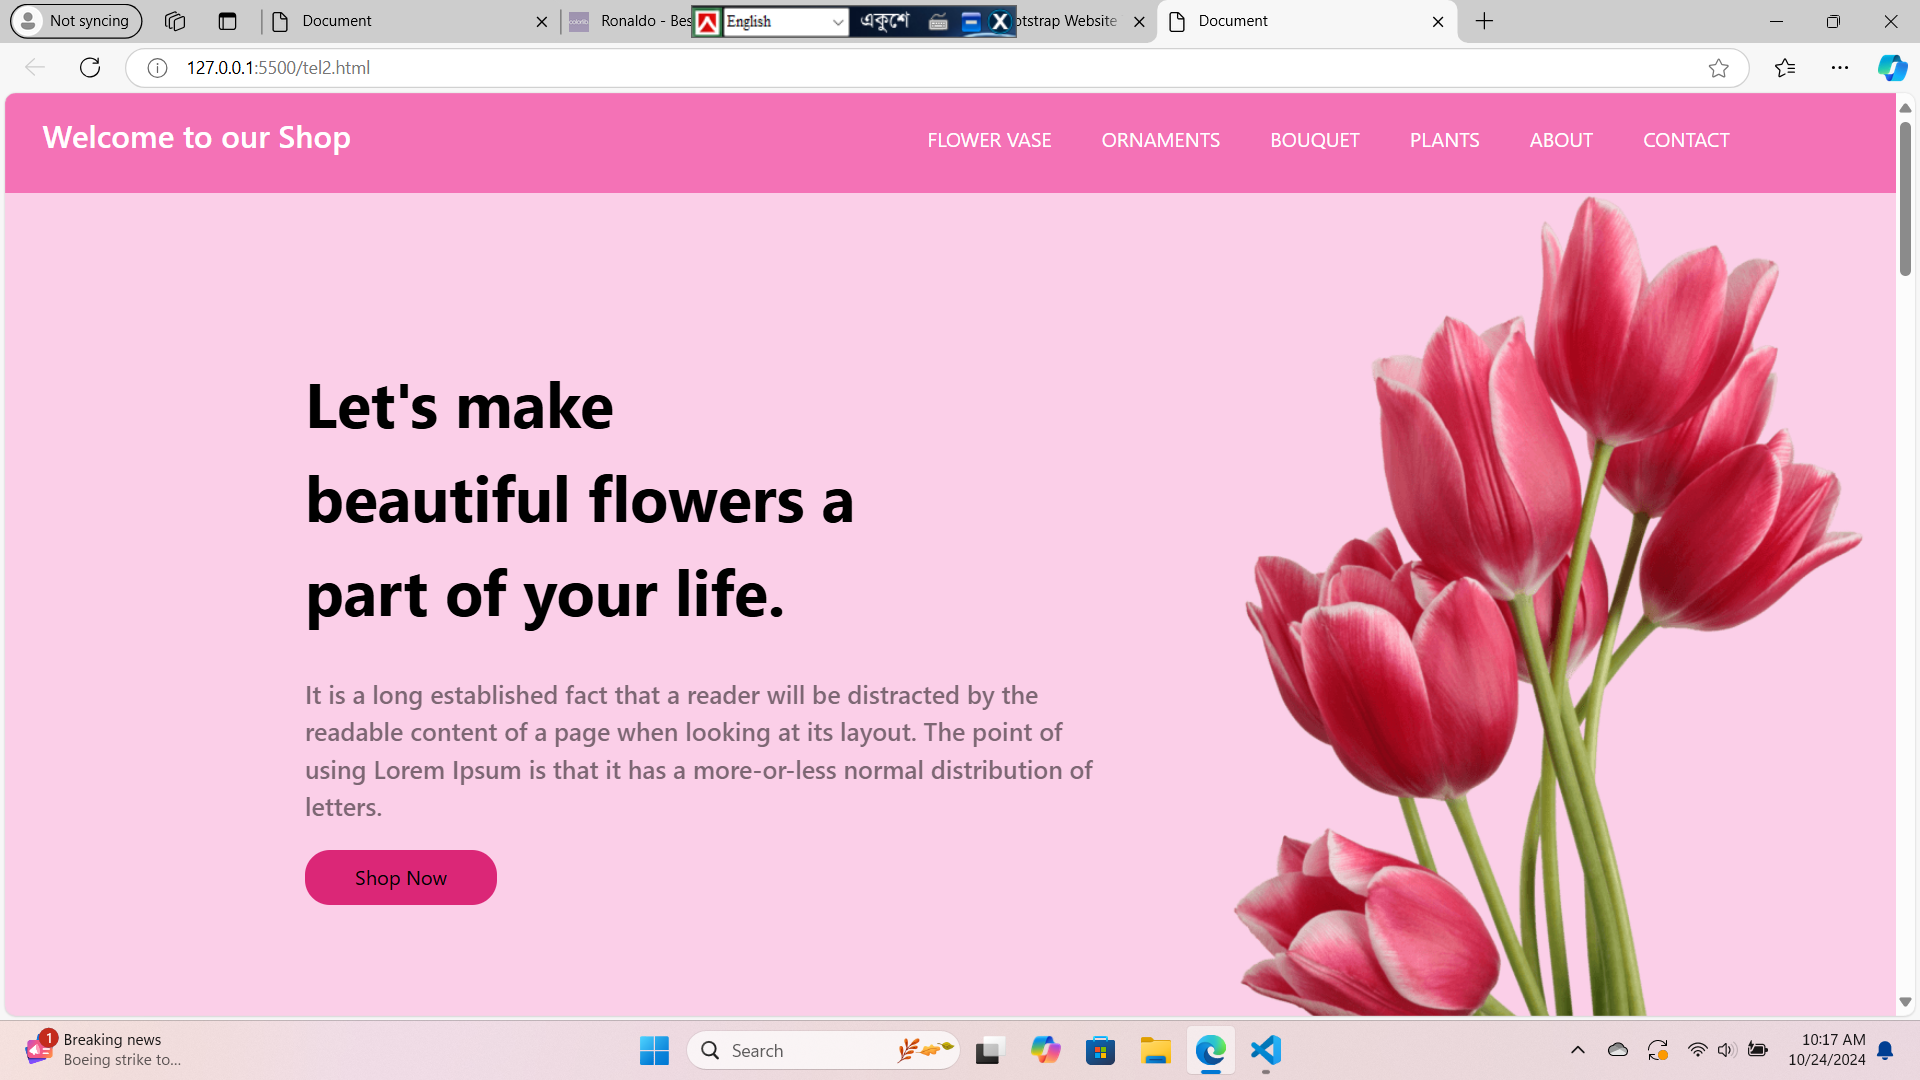 Not syncing
Document
Ronaldo - Bes
English
একুশে
otstrap Website
Document
127.0.0.1:5500/tel2.html
Welcome to our Shop
FLOWER VASE
ORNAMENTS
BOUQUET
PLANTS
ABOUT
CONTACT
Let's make
beautiful flowers a
part of your life.
It is a long established fact that a reader will be distracted by the
readable content of a page when looking at its layout. The point of
using Lorem Ipsum is that it has a more-or-less normal distribution of
letters.
Shop Now
1
Breaking news
Boeing strike to...
Search
10:17 AM
10/24/2024